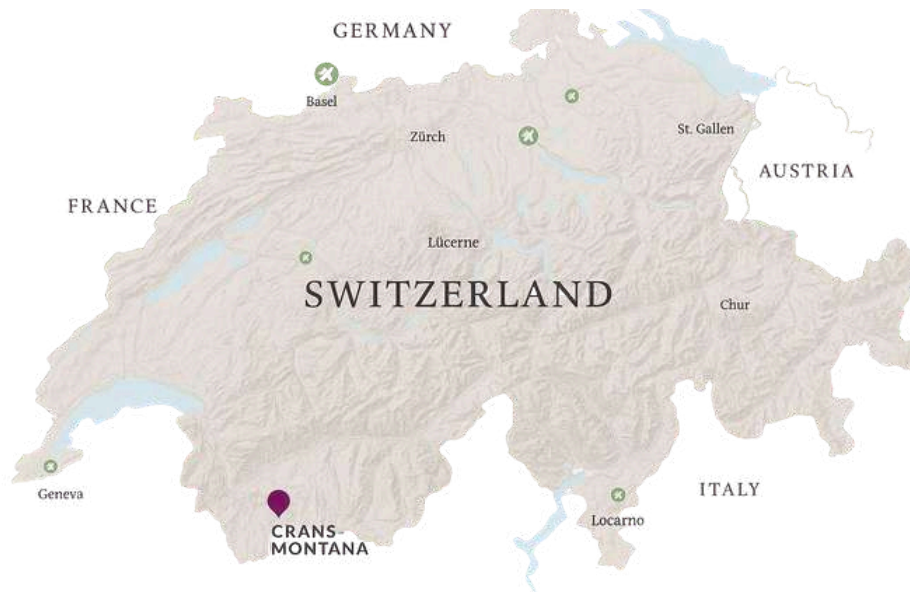 GERMANY
Basel
Zürch
St. Gallen
AUSTRIA
FRANCE
Lücerne
SWITZERLAND
Chur
Geneva
CRANS-
MONTANA
ITALY
Locarno